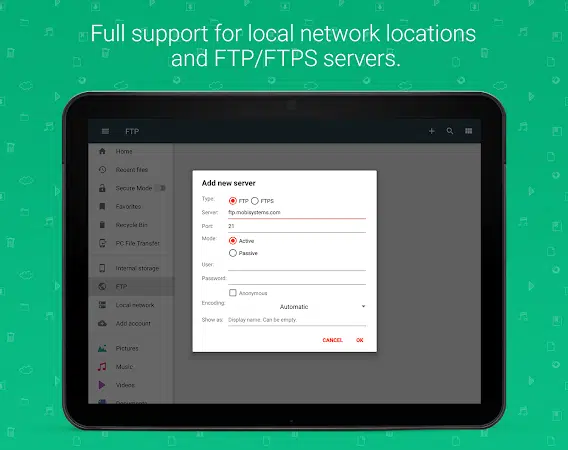 Full support for local network locations
and FTP/FTPS servers.
FTP
Home
Recent files
Secure Mode
Favorites
Recycle Bin
PC File Transfer
Internal storage
FTP
Local network
Add account
Pictures
Music
Videos
Add new server
Type: FTP FTPS
Server: ftp.mobisystems.com
Port: 21
Mode: Active
Passive
User:
Password:
Anonymous
Encoding: Automatic
Show as: Display name. Can be empty.
CANCEL OK